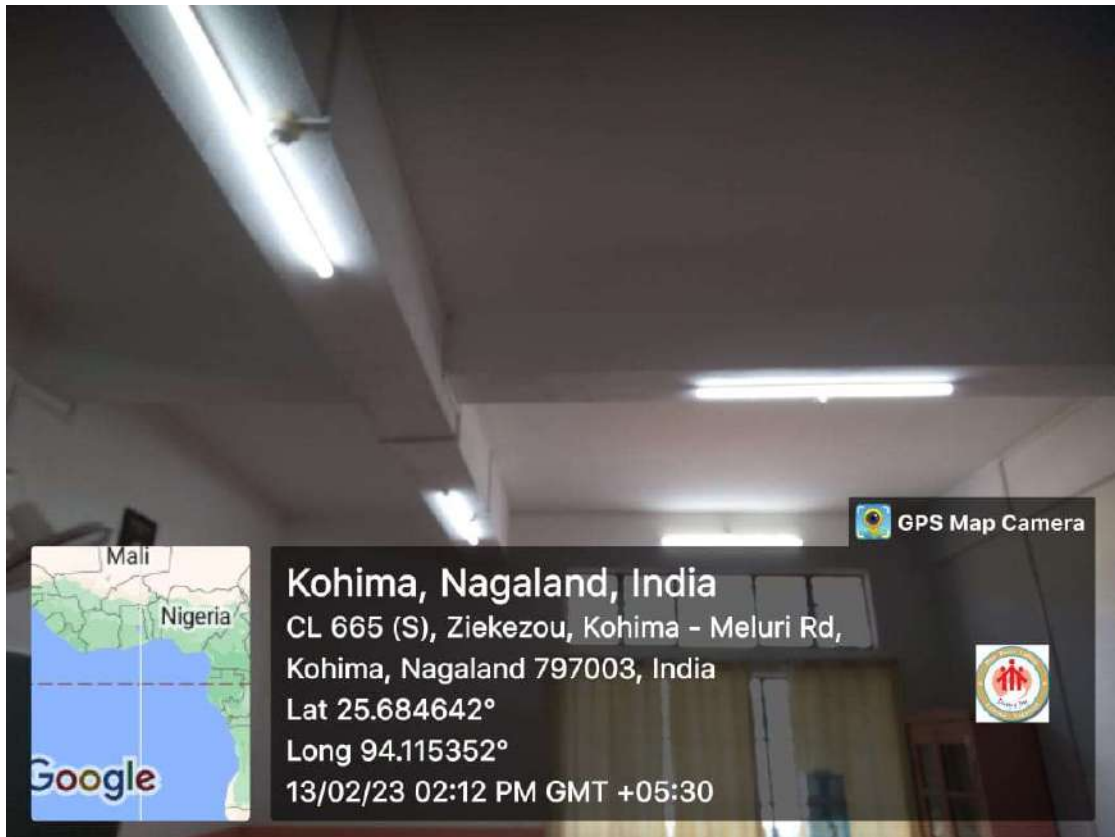 GPS Map Camera
Mali
Nigeria
Google
Kohima, Nagaland, India
CL 665 (S), Ziekezou, Kohima - Meluri Rd,
Kohima, Nagaland 797003, India
Lat 25.684642°
Long 94.115352°
13/02/23 02:12 PM GMT +05:30